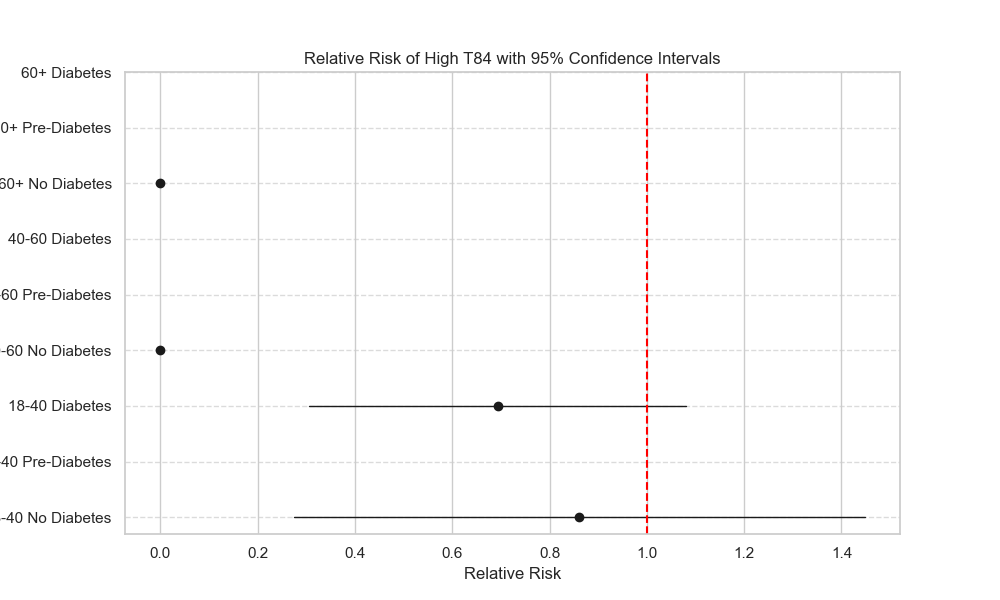 Relative Risk of High T84 with 95% Confidence Intervals
60+ Diabetes
0+ Pre-Diabetes
60+ No Diabetes
40-60 Diabetes
-60 Pre-Diabetes
-60 No Diabetes
18-40 Diabetes
-40 Pre-Diabetes
-40 No Diabetes
0.0 0.2 0.4 0.6 0.8 1.0 1.2 1.4
Relative Risk